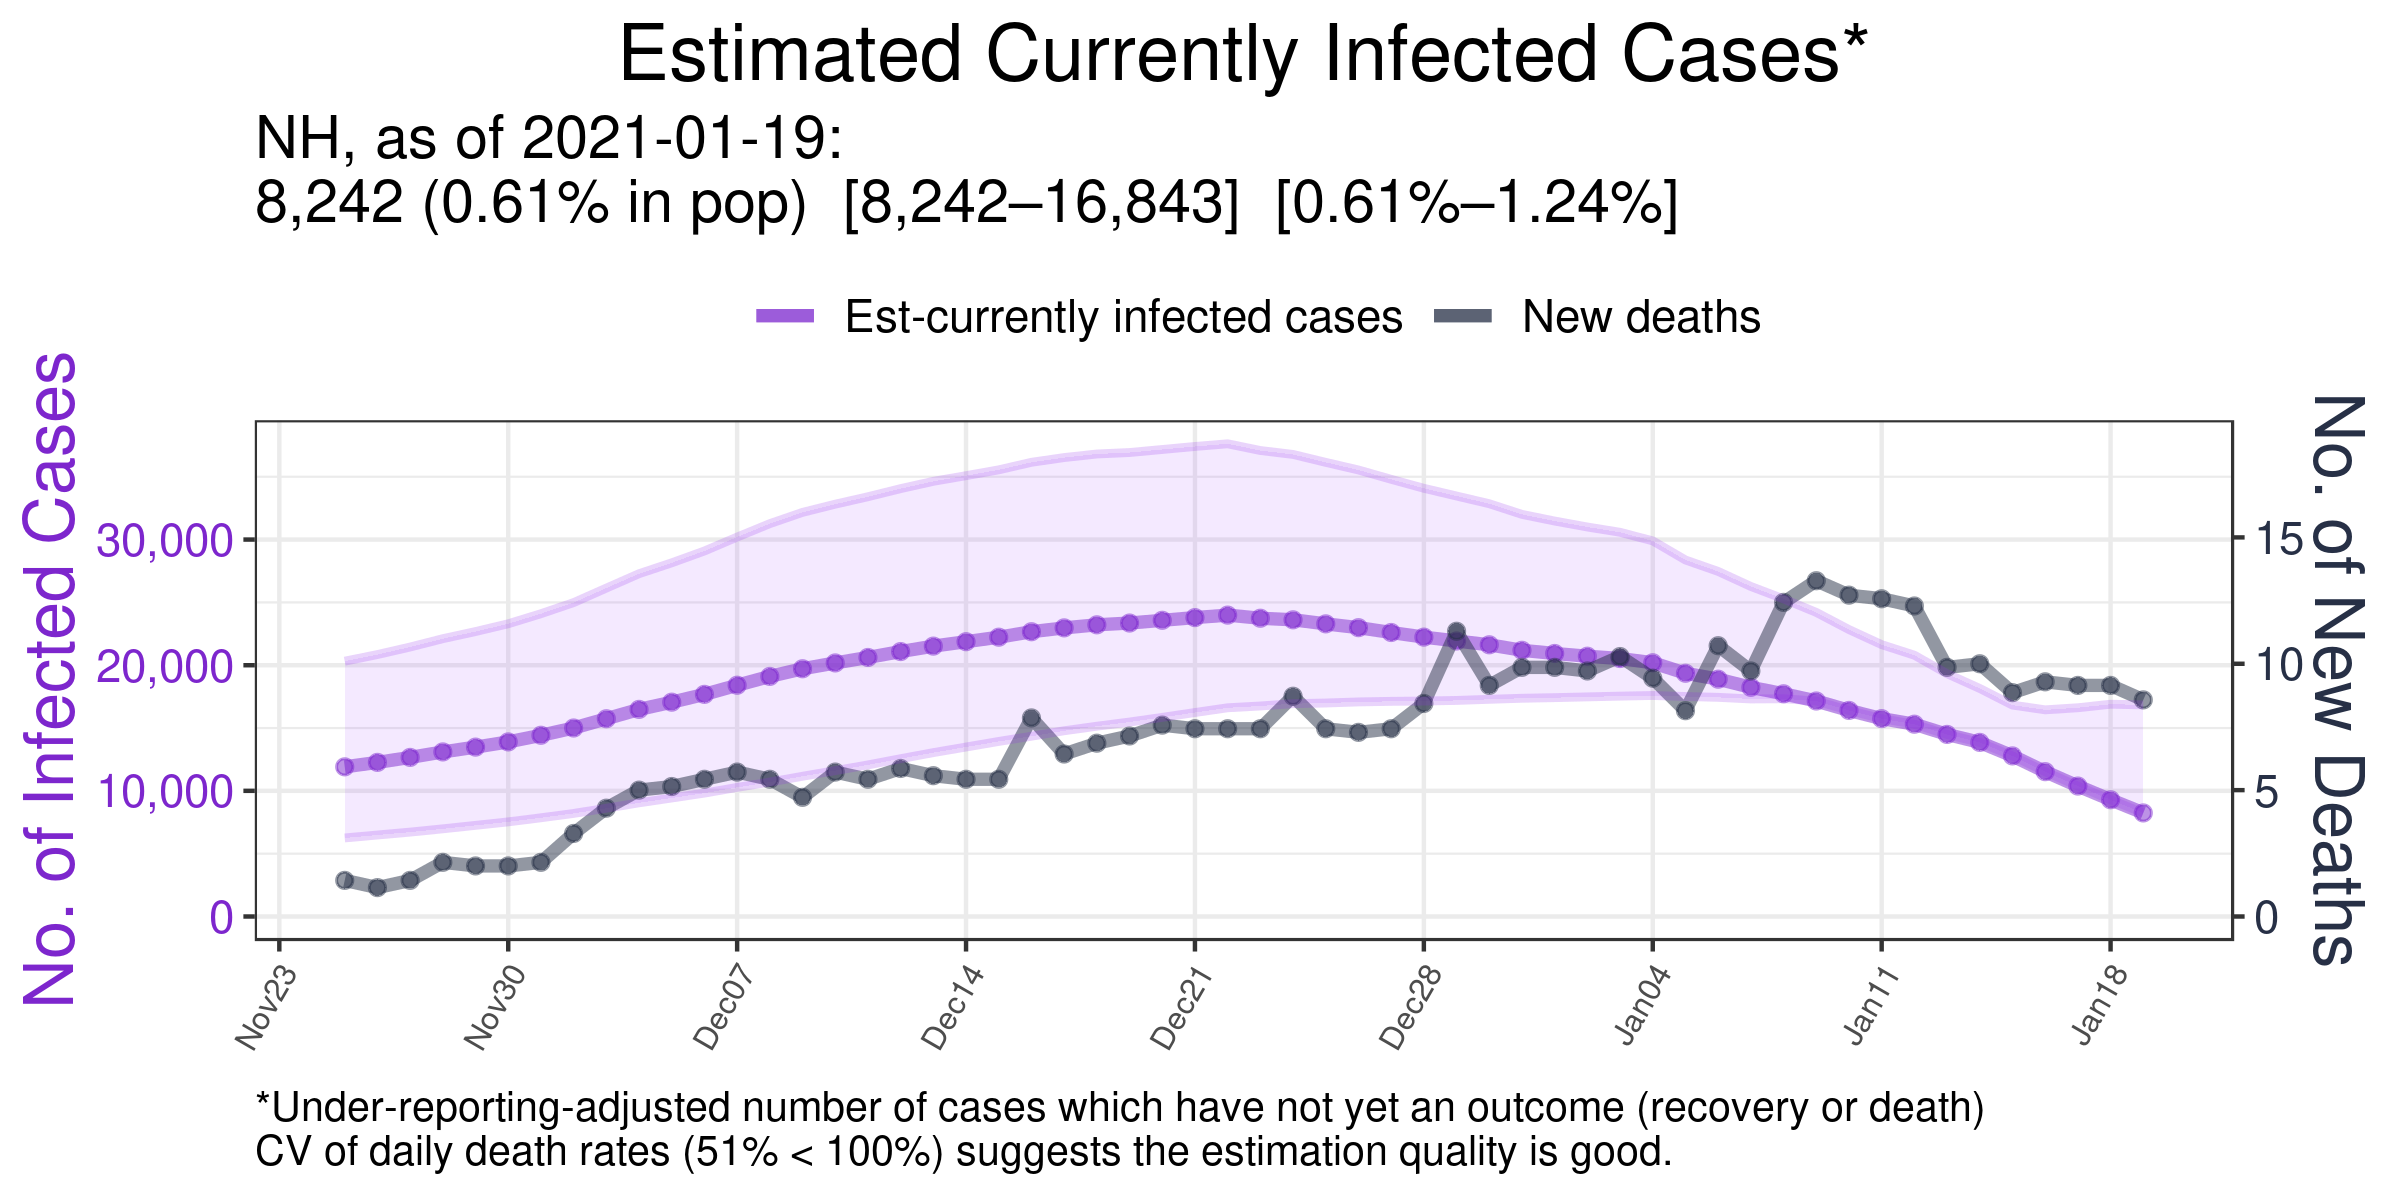 Estimated Currently Infected Cases*
NH, as of 2021-01-19:
8,242 (0.61% in pop)  [8,242–16,843]  [0.61%–1.24%]
Est-currently infected cases
New deaths
No. of Infected Cases
30,000
20,000
10,000
0
15
10
5
0
No. of New Deaths
Nov23
Nov30
Dec07
Dec14
Dec21
Dec28
Jan04
Jan11
Jan18
*Under-reporting-adjusted number of cases which have not yet an outcome (recovery or death)
CV of daily death rates (51% < 100%) suggests the estimation quality is good.